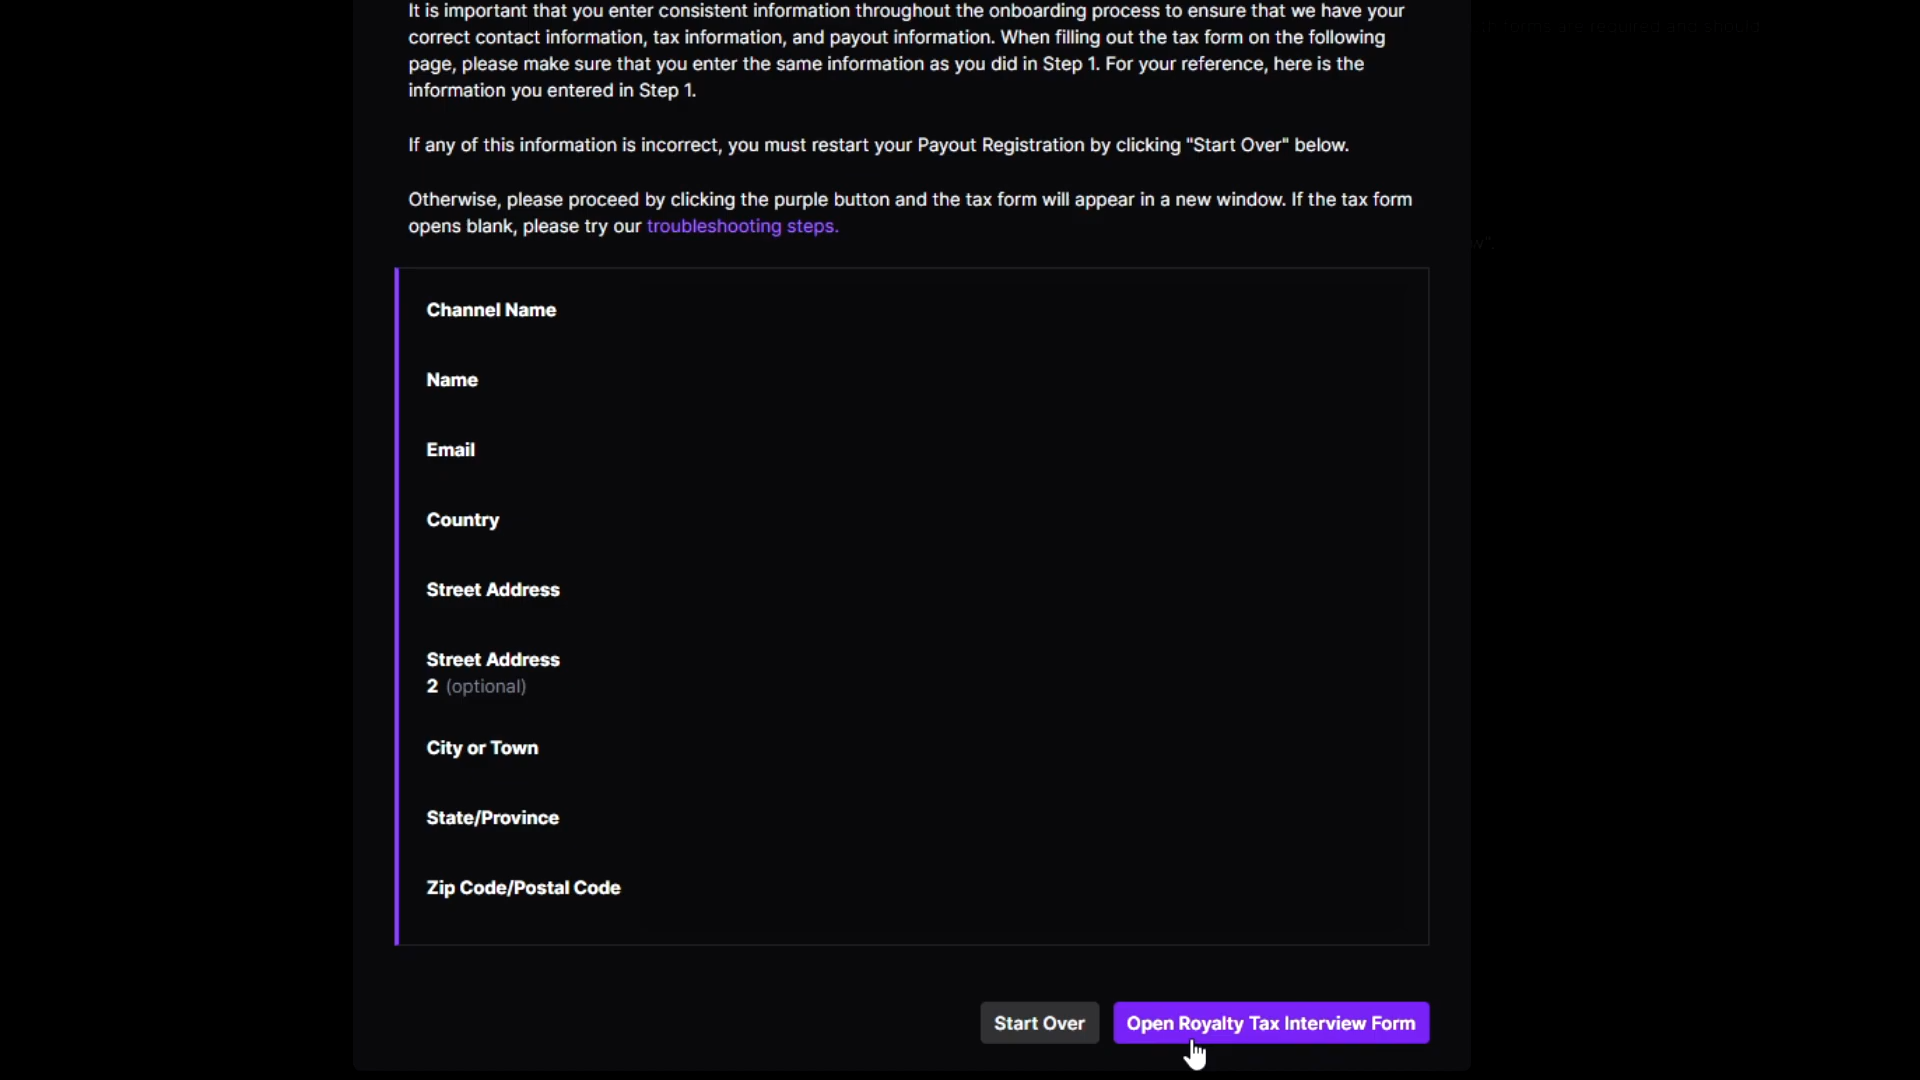 It is important that you enter consistent information throughout the onboarding process to ensure that we have your
correct contact information, tax information, and payout information. When filling out the tax form on the following
page, please make sure that you enter the same information as you did in Step 1. For your reference, here is the
information you entered in Step 1.
If any of this information is incorrect, you must restart your Payout Registration by clicking "Start Over" below.
Otherwise, please proceed by clicking the purple button and the tax form will appear in a new window. If the tax form
opens blank, please try our troubleshooting steps.
Channel Name
Name
Email
Country
Street Address
Street Address
2 (optional)
City or Town
State/Province
Zip Code/Postal Code
Start Over
Open Royalty Tax Interview Form